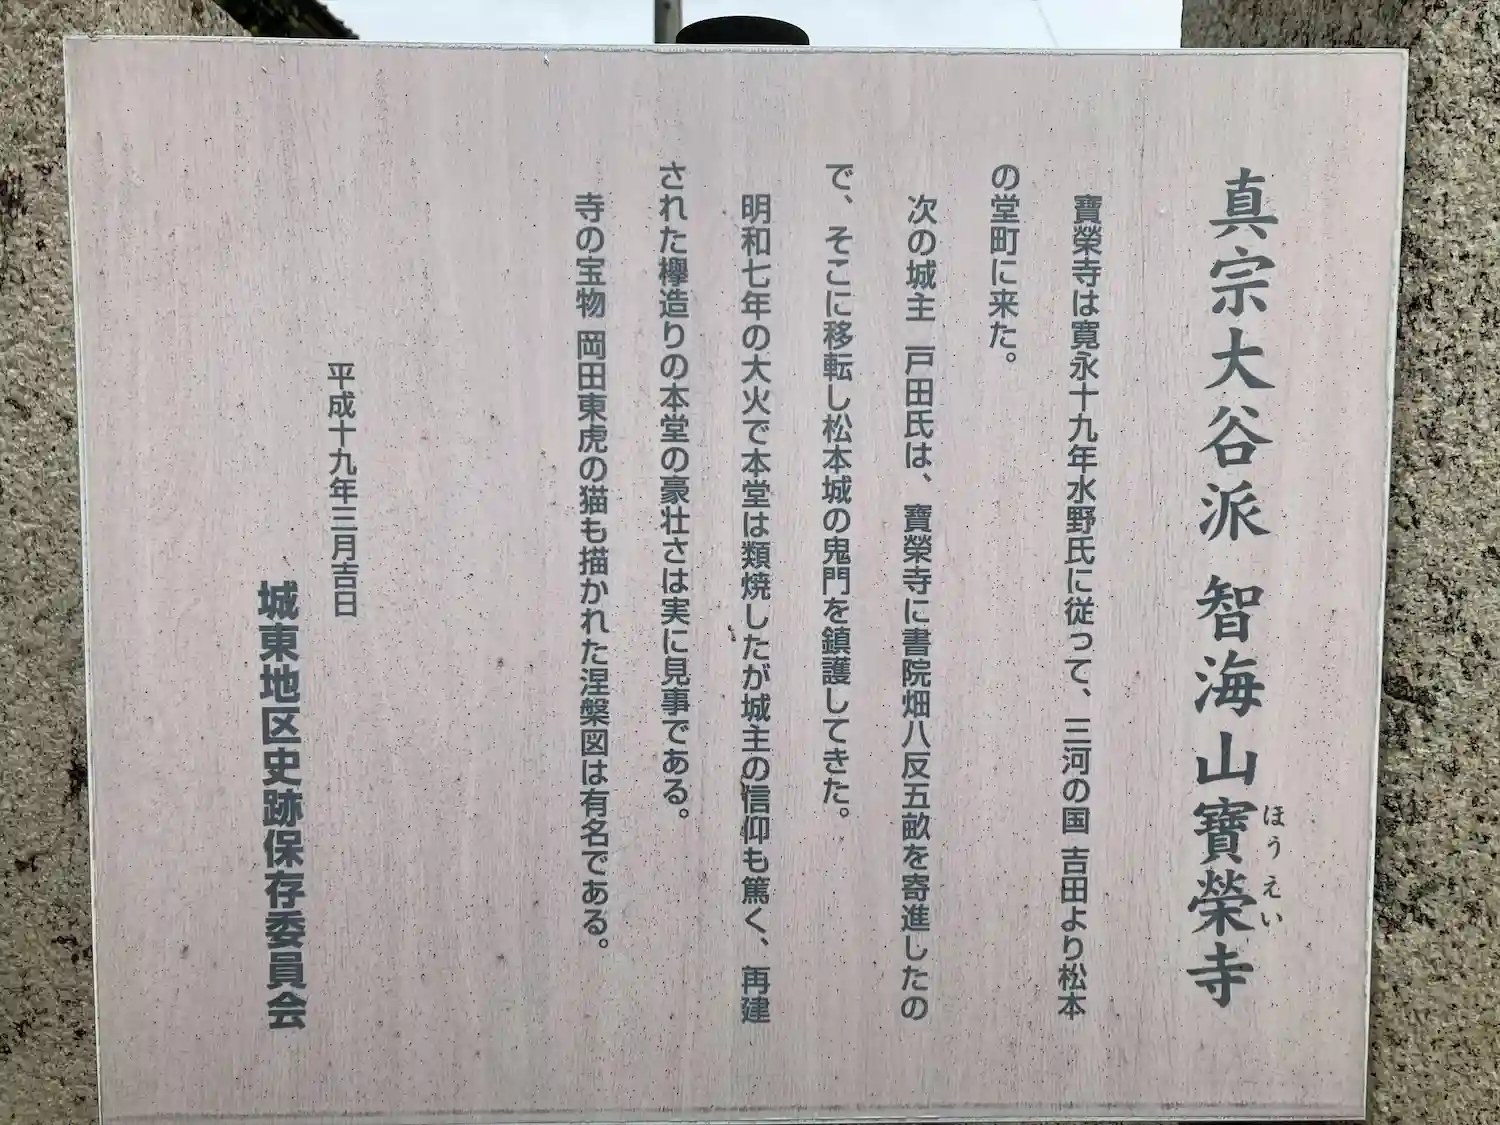 真宗大谷派 智海山寶榮寺
ほうえい
寶榮寺は寛永十九年水野氏に従って、三河の国 吉田より松本
の堂町に来た。
次の城主 戸田氏は、寶榮寺に書院畑八反五畝を寄進したの
で、そこに移転し松本城の鬼門を鎮護してきた。
明和七年の大火で本堂は類焼したが城主の信仰も篤く、再建
された欅造りの本堂の豪壮さは実に見事である。
寺の宝物 岡田東虎の猫も描かれた涅槃図は有名である。
平成十九年三月吉日
城東地区史跡保存委員会